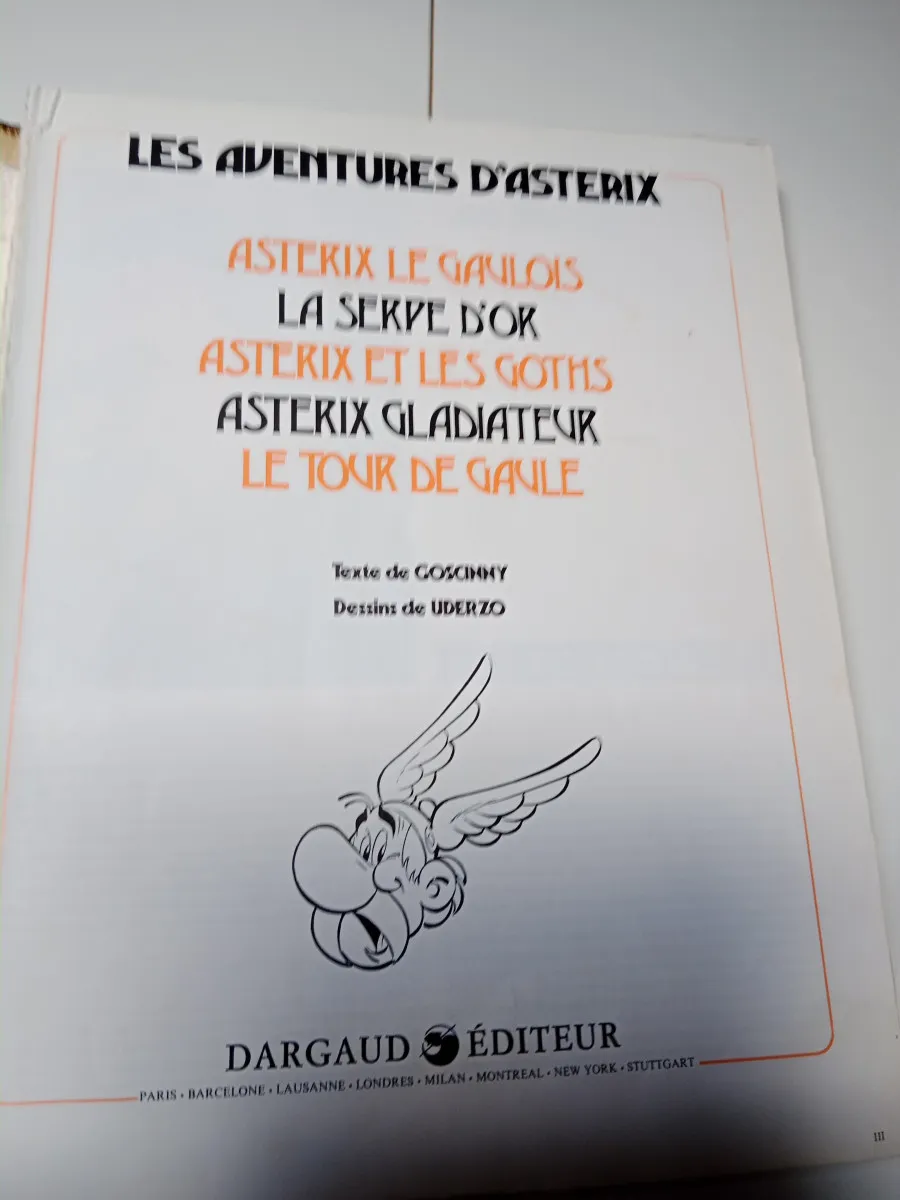 LES AVENTURES D'ASTERIX
ASTERIX LE GAULOIS
LA SERPE D'OR
ASTERIX ET LES GOTHS
ASTERIX GLADIATEUR
LE TOUR DE GAULE
Texte de GOSCINNY
Dessins de UDERZO
DARGAUD ÉDITEUR
PARIS • BARCELONE • LAUSANNE • LONDRES • MILAN • MONTREAL • NEW YORK • STUTTGART
III